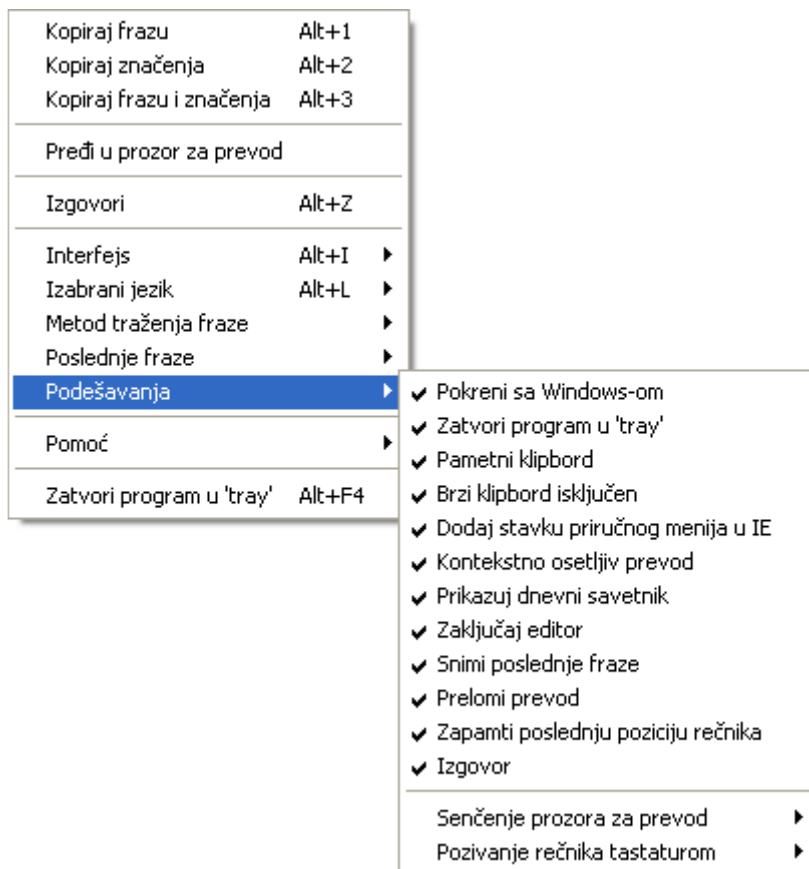 Kopiraj frazu Alt+1
Kopiraj značenja Alt+2
Kopiraj frazu i značenja Alt+3
Pređi u prozor za prevod
Izgovori Alt+Z
Interfejs Alt+I
Izabrani jezik Alt+L
Metod traženja fraze
Poslednje fraze
Podešavanja
Pomoć
Zatvori program u 'tray' Alt+F4
Pokreni sa Windows-om
Zatvori program u 'tray'
Pametni klipbord
Brzi klipbord isključen
Dodaj stavku priručnog menija u IE
Kontekstno osetljiv prevod
Prikazuj dnevni savetnik
Zaključaj editor
Snimi poslednje fraze
Prelomi prevod
Zapamti poslednju poziciju rečnika
Izgovor
Senčenje prozora za prevod
Pozivanje rečnika tastaturom